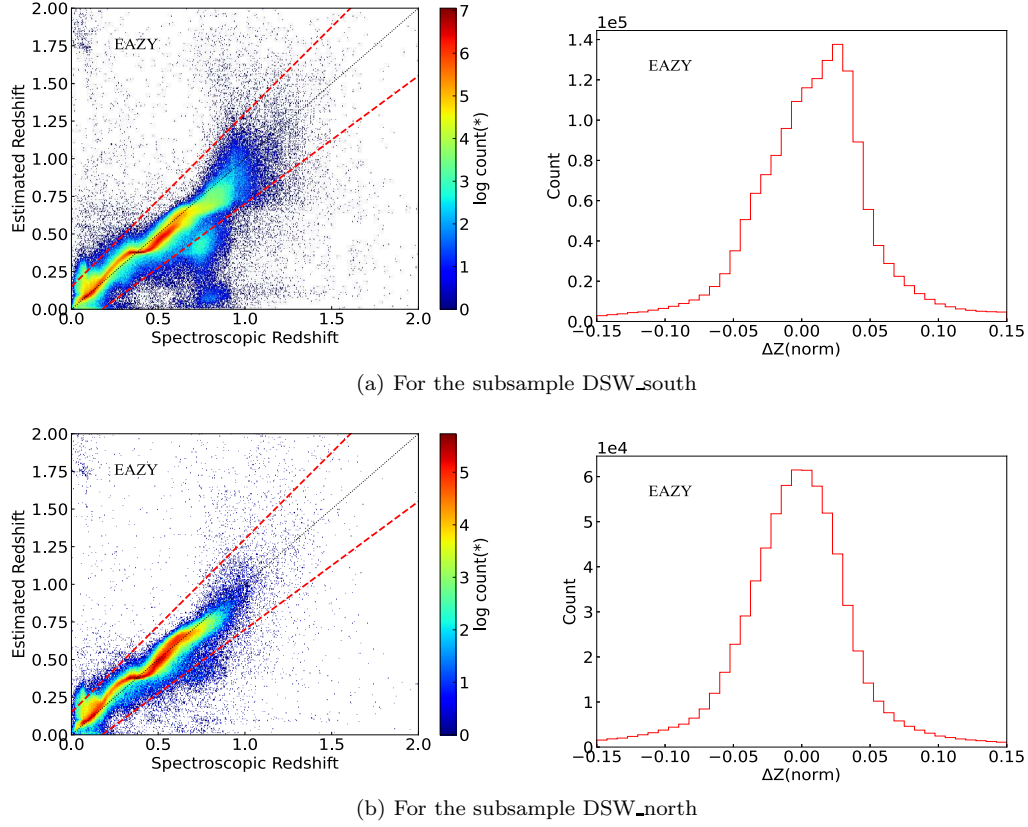 EAZY
Estimated Redshift
2.00
1.75
1.50
1.25
1.00
0.75
0.50
0.25
0.00
0.0 0.5 1.0 1.5 2.0
Spectroscopic Redshift
7
6
5
4
3
2
1
0
log count(*)
1e5
EAZY
Count
1.4
1.2
1.0
0.8
0.6
0.4
0.2
0.0
−0.15 −0.10 −0.05 0.00 0.05 0.10 0.15
ΔZ(norm)
(a) For the subsample DSW_south
EAZY
Estimated Redshift
2.00
1.75
1.50
1.25
1.00
0.75
0.50
0.25
0.00
0.0 0.5 1.0 1.5 2.0
Spectroscopic Redshift
5
4
3
2
1
0
log count(*)
1e4
EAZY
Count
6
5
4
3
2
1
0
−0.15 −0.10 −0.05 0.00 0.05 0.10 0.15
ΔZ(norm)
(b) For the subsample DSW_north